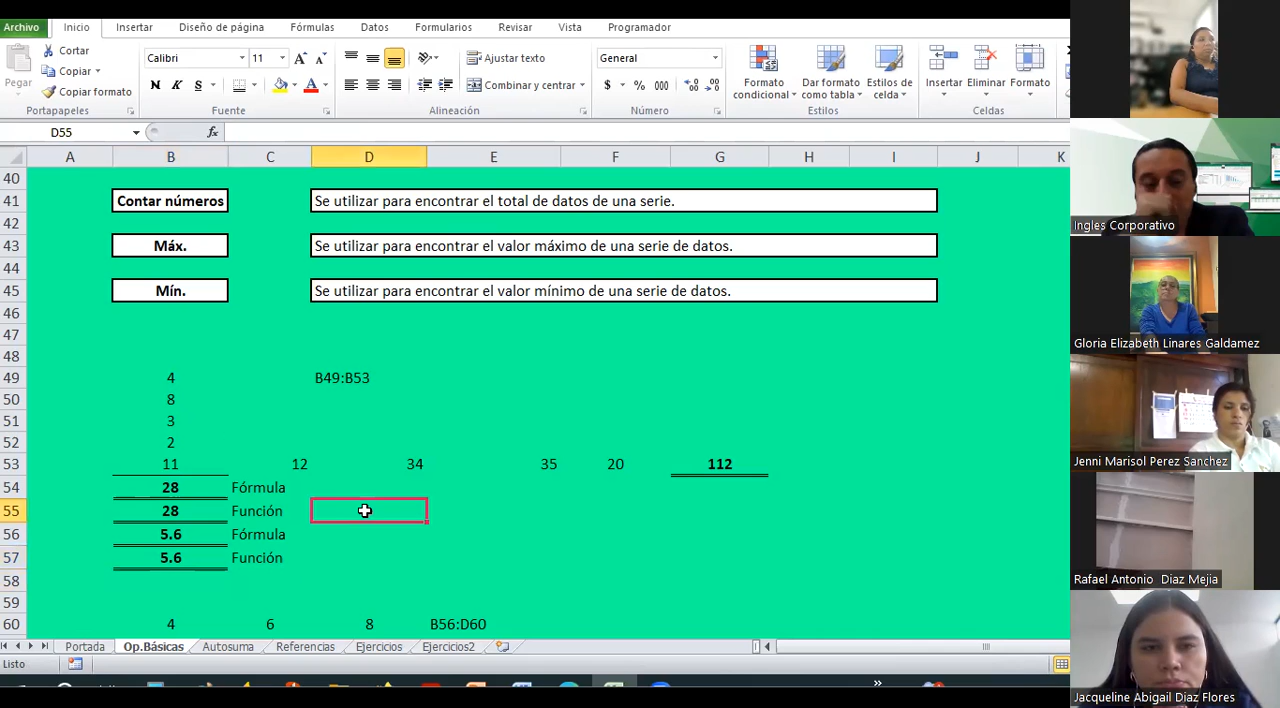 Archivo Inicio Insertar Diseño de página Fórmulas Datos Formularios Revisar Vista Programador
Pegar
Cortar
Copiar
Copiar formato
Portapapeles
Calibri 11
N K S
Fuente
Ajustar texto
Combinar y centrar
Alineación
General
$ % 000
Número
Formato condicional
Dar formato como tabla
Estilos de celda
Estilos
Insertar Eliminar Formato
Celdas
D55 fx
A B C D E F G H I J K
40
41 Contar números Se utilizar para encontrar el total de datos de una serie.
42
43 Máx. Se utilizar para encontrar el valor máximo de una serie de datos.
44
45 Mín. Se utilizar para encontrar el valor mínimo de una serie de datos.
46
47
48
49 4 B49:B53
50 8
51 3
52 2
53 11 12 34 35 20 112
54 28 Fórmula
55 28 Función
56 5.6 Fórmula
57 5.6 Función
58
59
60 4 6 8 B56:D60
Portada Op.Básicas Autosuma Referencias Ejercicios Ejercicios2
Listo
Ingles Corporativo
Gloria Elizabeth Linares Galdamez
Jenni Marisol Perez Sanchez
Rafael Antonio Diaz Mejia
Jacqueline Abigail Diaz Flores